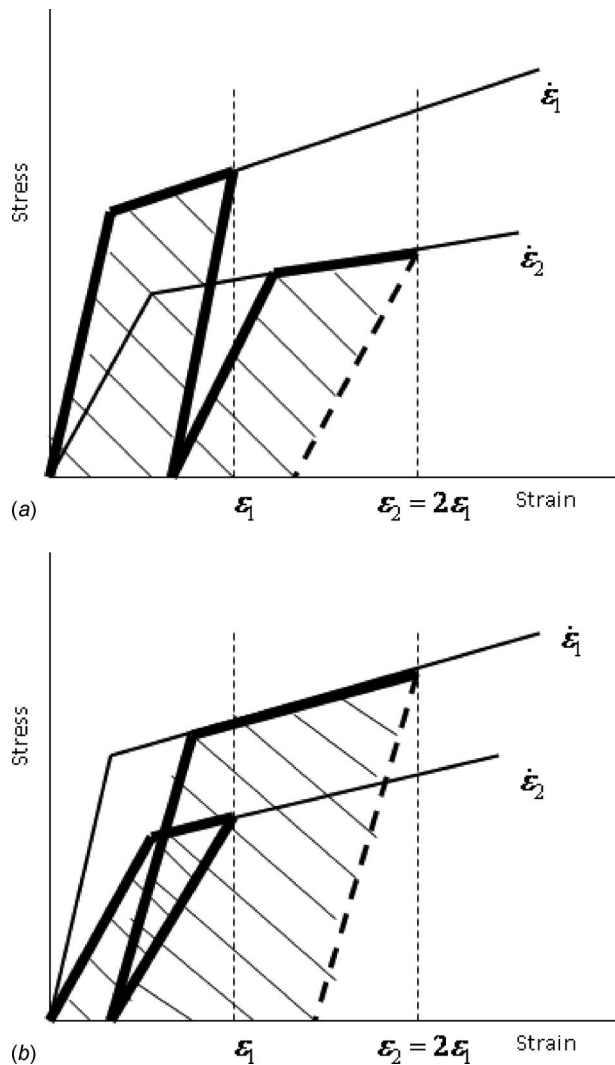 Stress
ε̇₁
ε̇₂
(a)
ε₁
ε₂ = 2ε₁
Strain
Stress
ε̇₁
ε̇₂
(b)
ε₁
ε₂ = 2ε₁
Strain